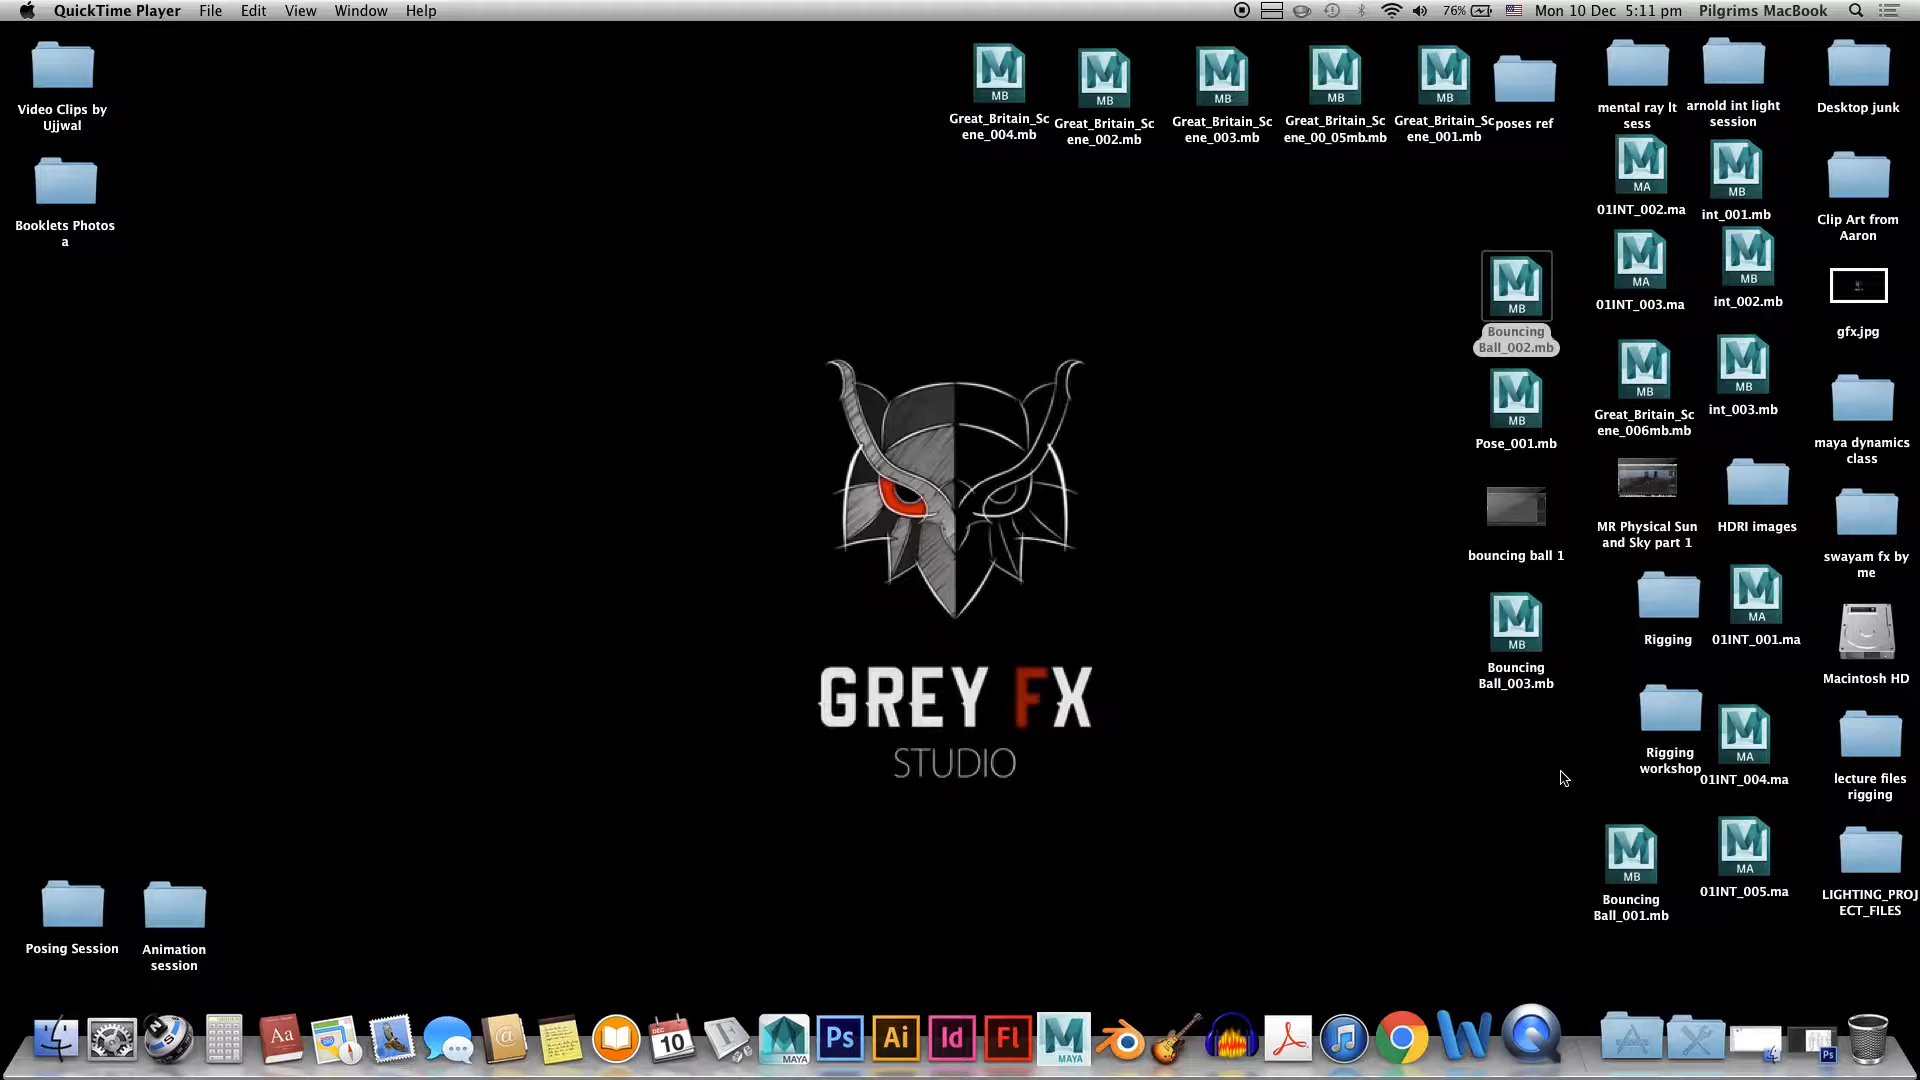 QuickTime Player File Edit View Window Help 76% Mon 10 Dec 5:11 pm Pilgrims MacBook
Video Clips by
Ujjwal
Booklets Photos
a
MB
Great_Britain_Sc
ene_004.mb
MB
Great_Britain_Sc
ene_002.mb
MB
Great_Britain_Sc
ene_003.mb
MB
Great_Britain_Sc
ene_00_05mb.mb
MB
Great_Britain_Sc
ene_001.mb
poses ref
mental ray lt
sess
arnold int light
session
Desktop junk
MA
01INT_002.ma
MB
int_001.mb
Clip Art from
Aaron
MB
Bouncing
Ball_002.mb
MA
01INT_003.ma
MB
int_002.mb
gfx.jpg
MB
Pose_001.mb
MB
Great_Britain_Sc
ene_006mb.mb
MB
int_003.mb
maya dynamics
class
bouncing ball 1
MR Physical Sun
and Sky part 1
HDRI images
swayam fx by
me
MB
Bouncing
Ball_003.mb
Rigging
MA
01INT_001.ma
Macintosh HD
GREY FX
STUDIO
Rigging
workshop
MA
01INT_004.ma
lecture files
rigging
MB
Bouncing
Ball_001.mb
MA
01INT_005.ma
LIGHTING_PROJ
ECT_FILES
Posing Session
Animation
session
Aa
DEC
10
F
MAYA
Ps
Ai
Id
Fl
MAYA
W
Ps